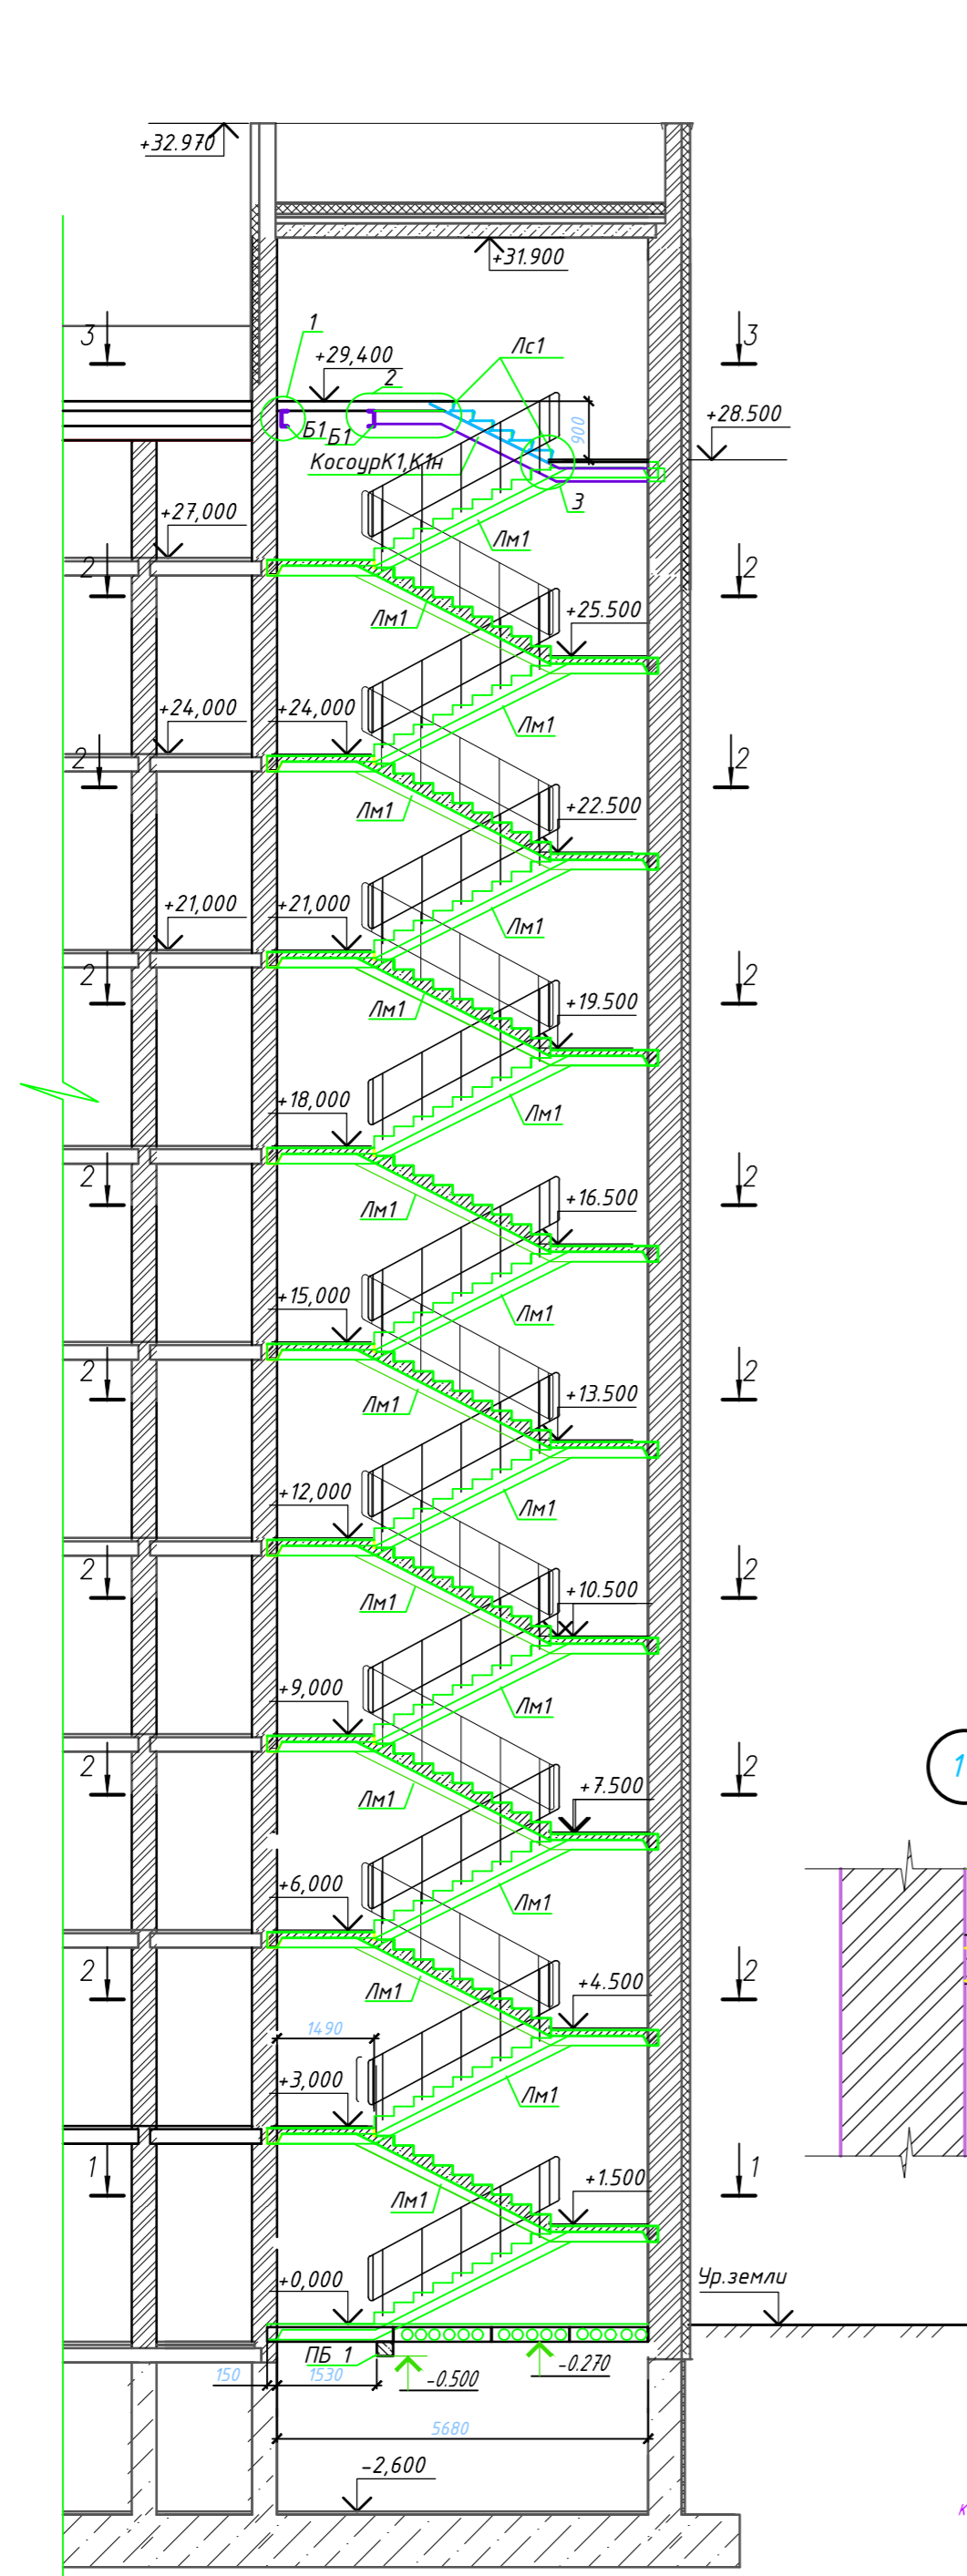 +32.970
+31.900
1
3
3
+29,400
Лс1
2
+28.500
900
Б1
Б1
КосоурК1,К1н
3
+27,000
Лм1
2
2
+25.500
Лм1
+24,000
+24,000
Лм1
2
2
+22.500
Лм1
+21,000
+21,000
Лм1
2
2
+19.500
Лм1
+18,000
Лм1
2
2
+16.500
Лм1
+15,000
Лм1
2
2
+13.500
Лм1
+12,000
Лм1
2
2
+10.500
Лм1
+9,000
Лм1
2
2
1
+7.500
Лм1
+6,000
Лм1
2
2
+4.500
Лм1
1490
+3,000
Лм1
1
1
+1.500
Лм1
+0,000
Ур.земли
ПБ 1
-0.270
150
1530
-0.500
5680
-2,600
к